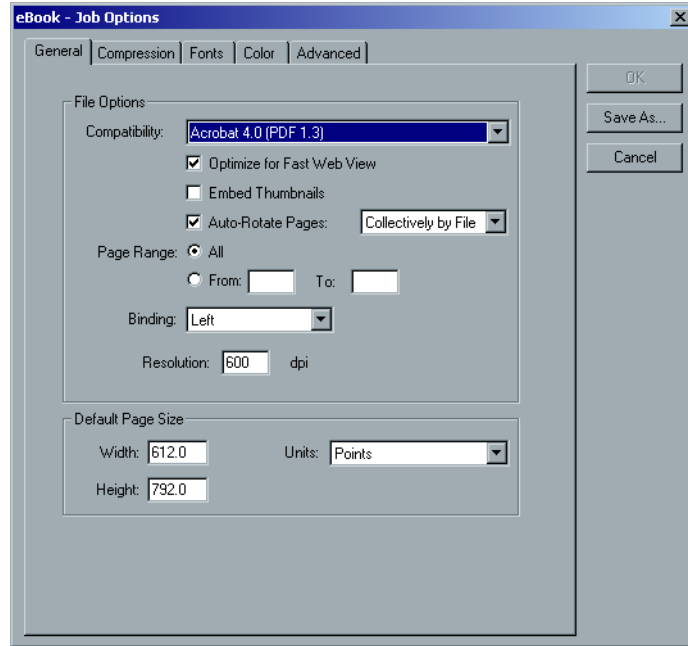 eBook - Job Options
General Compression Fonts Color Advanced
OK
Save As...
Cancel
File Options
Compatibility: Acrobat 4.0 (PDF 1.3)
Optimize for Fast Web View
Embed Thumbnails
Auto-Rotate Pages: Collectively by File
Page Range: All
From: To:
Binding: Left
Resolution: 600 dpi
Default Page Size
Width: 612.0 Units: Points
Height: 792.0